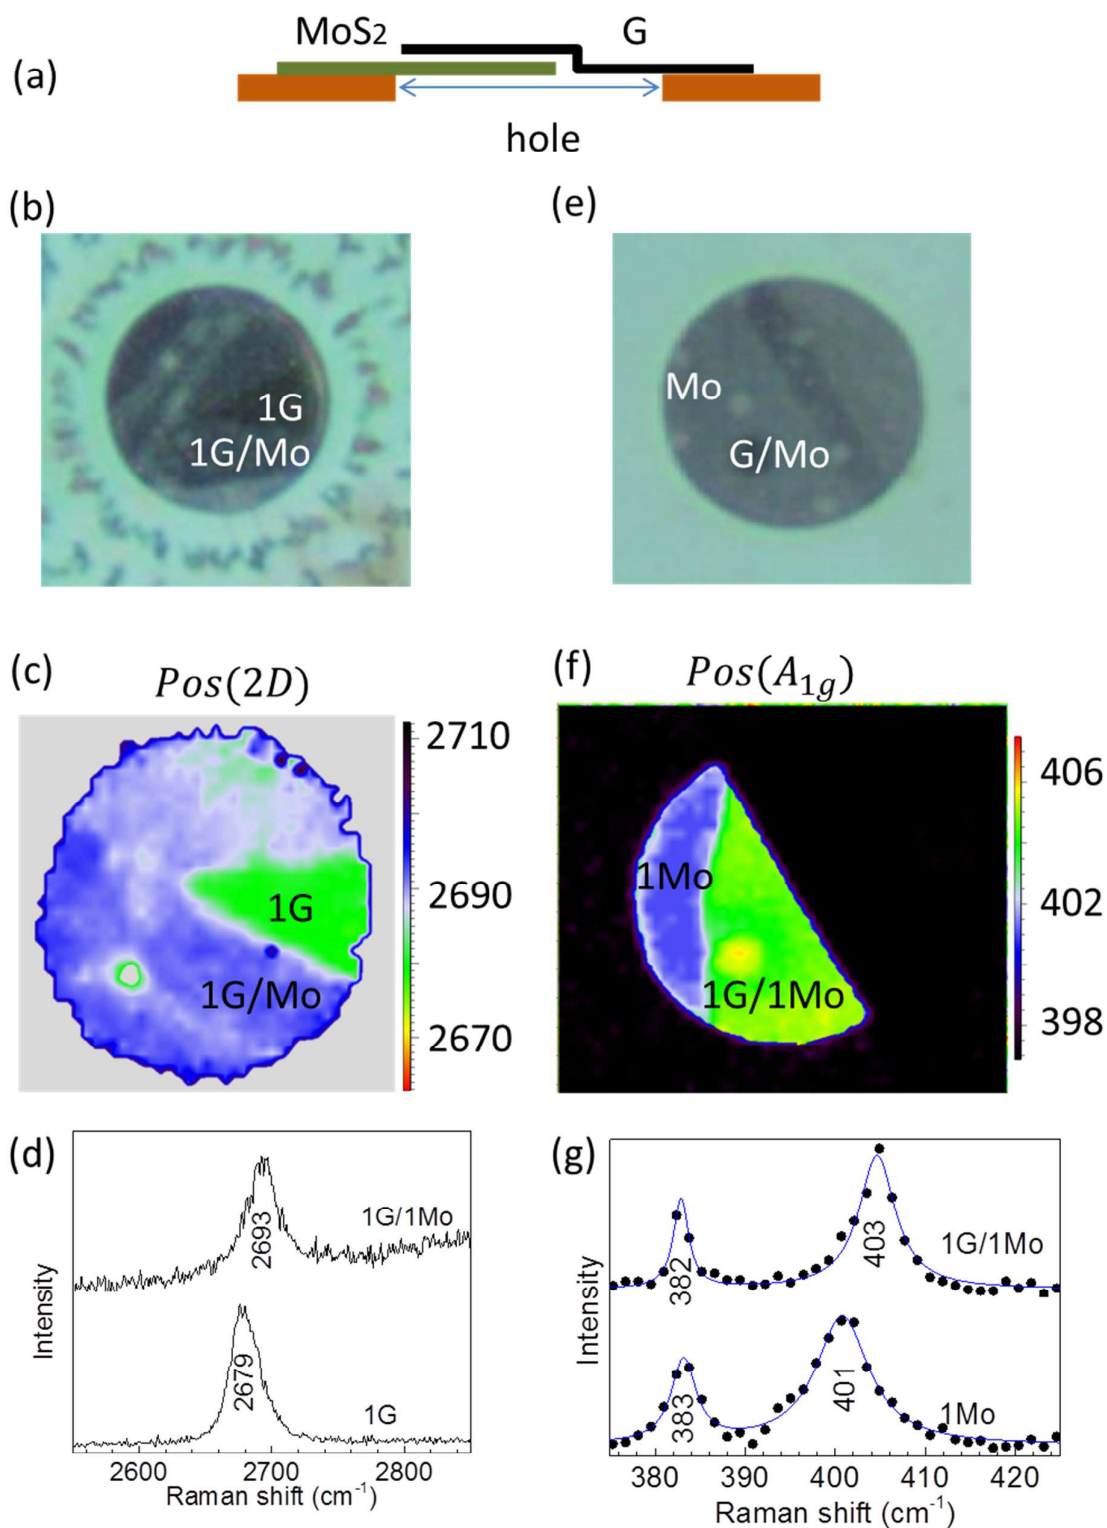 (a)
MoS2
G
hole
(b)
1G
1G/Mo
(e)
Mo
G/Mo
(c)
Pos(2D)
1G
1G/Mo
2710
2690
2670
(f)
Pos(A1g)
1Mo
1G/1Mo
406
402
398
(d)
Intensity
2693
1G/1Mo
2679
1G
2600 2700 2800
Raman shift (cm-1)
(g)
Intensity
382
403
1G/1Mo
383
401
1Mo
380 390 400 410 420
Raman shift (cm-1)